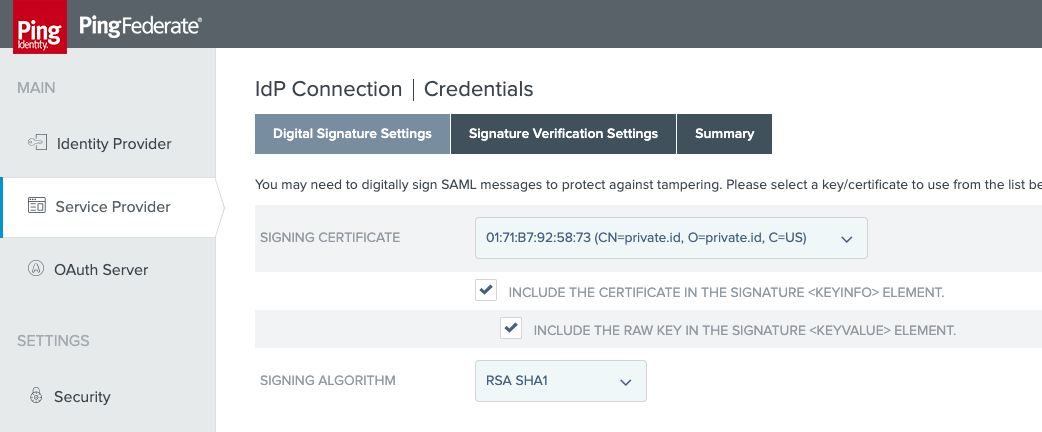 Ping
Identity.
PingFederate®
MAIN
Identity Provider
Service Provider
OAuth Server
SETTINGS
Security
IdP Connection | Credentials
Digital Signature Settings
Signature Verification Settings
Summary
You may need to digitally sign SAML messages to protect against tampering. Please select a key/certificate to use from the list be
SIGNING CERTIFICATE
01:71:B7:92:58:73 (CN=private.id, O=private.id, C=US)
INCLUDE THE CERTIFICATE IN THE SIGNATURE <KEYINFO> ELEMENT.
INCLUDE THE RAW KEY IN THE SIGNATURE <KEYVALUE> ELEMENT.
SIGNING ALGORITHM
RSA SHA1